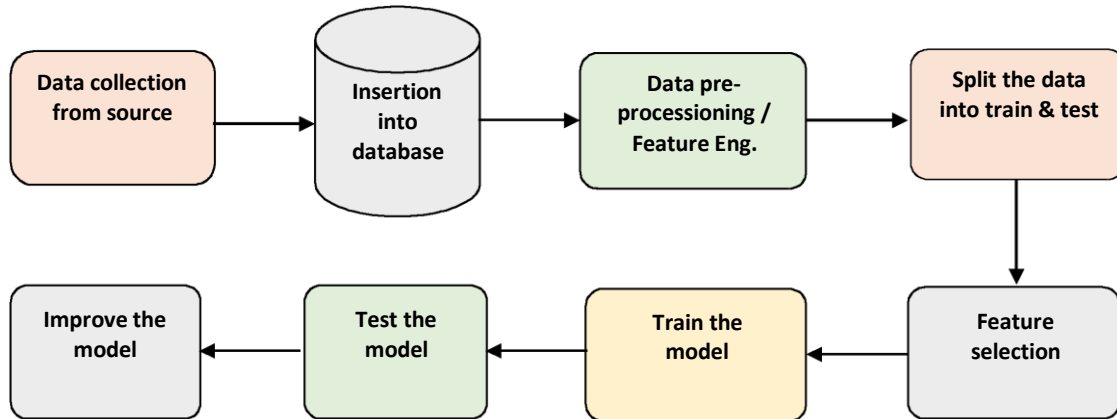 Data collection
from source
Insertion
into
database
Data pre-
processioning /
Feature Eng.
Split the data
into train & test
Feature
selection
Train the
model
Test the
model
Improve the
model